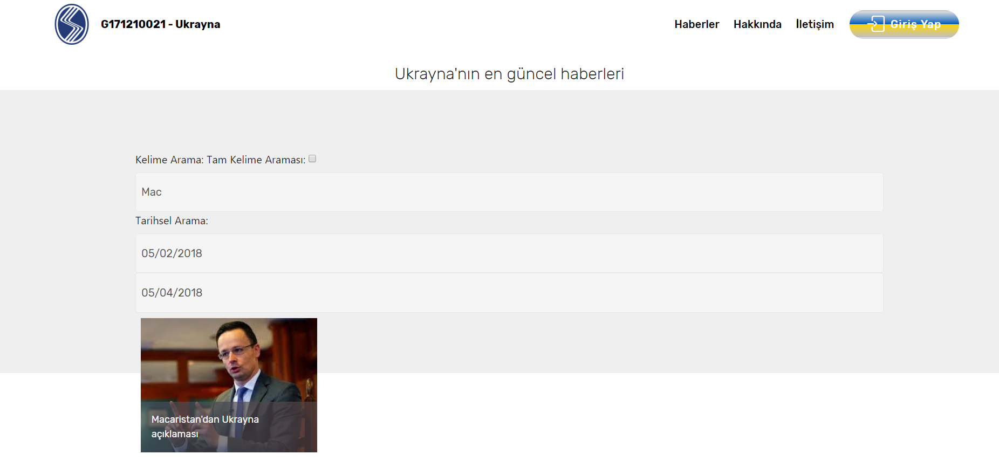 G171210021 - Ukrayna
Haberler Hakkında İletişim Giriş Yap
Ukrayna'nın en güncel haberleri
Kelime Arama: Tam Kelime Araması:
Mac
Tarihsel Arama:
05/02/2018
05/04/2018
Macaristan'dan Ukrayna
açıklaması